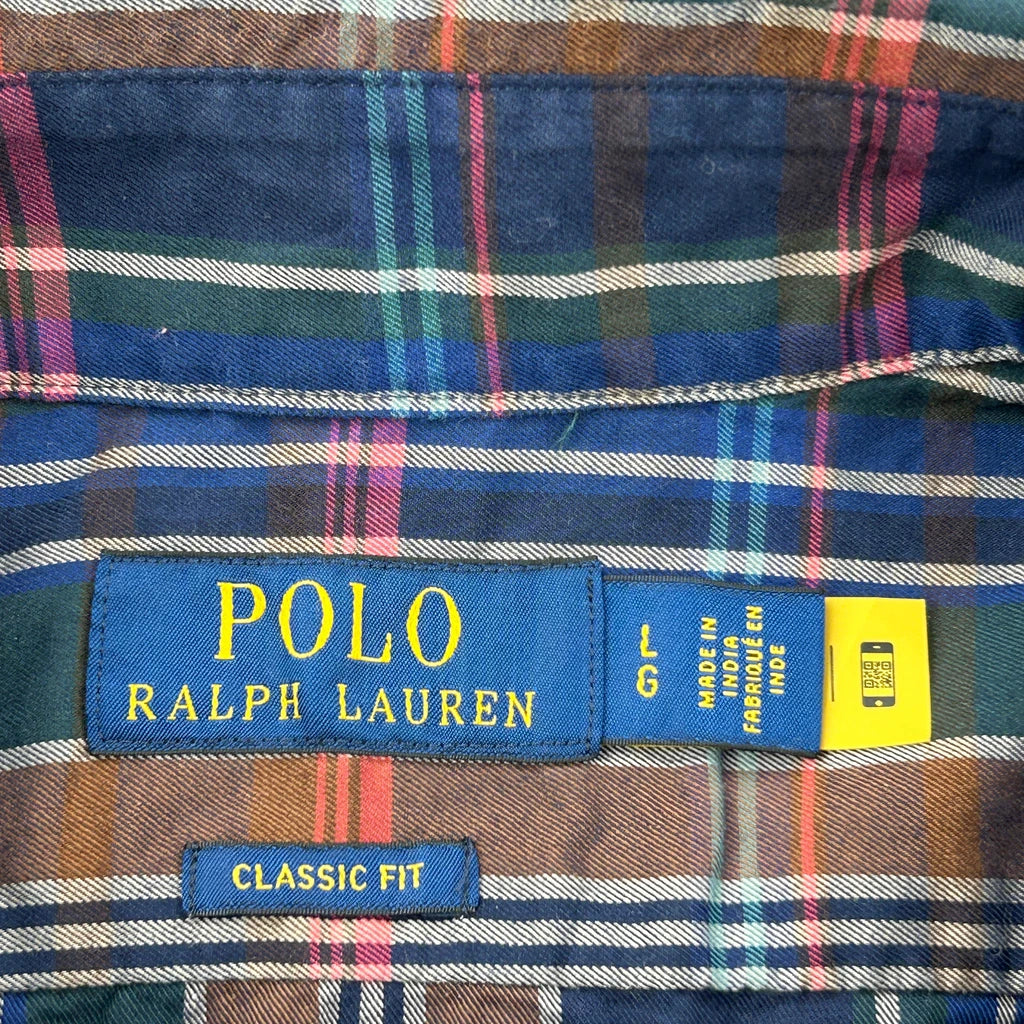 POLO
RALPH LAUREN
L
G
MADE IN
INDIA
FABRIQUÉ EN
INDE
CLASSIC FIT